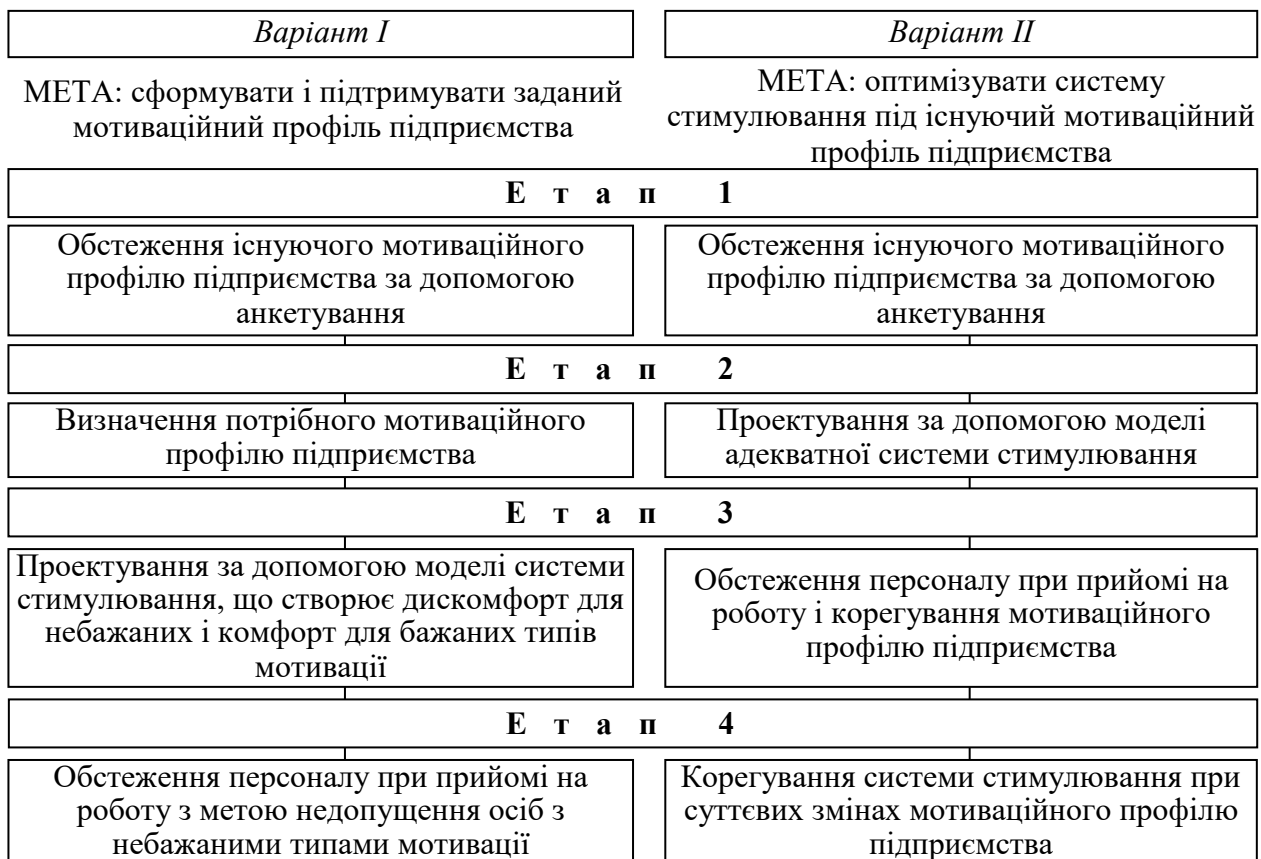 Варіант I
Варіант II
МЕТА: сформувати і підтримувати заданий
мотиваційний профіль підприємства
МЕТА: оптимізувати систему
стимулювання під існуючий мотиваційний
профіль підприємства
Е т а п 1
Обстеження існуючого мотиваційного
профілю підприємства за допомогою
анкетування
Обстеження існуючого мотиваційного
профілю підприємства за допомогою
анкетування
Е т а п 2
Визначення потрібного мотиваційного
профілю підприємства
Проектування за допомогою моделі
адекватної системи стимулювання
Е т а п 3
Проектування за допомогою моделі системи
стимулювання, що створює дискомфорт для
небажаних і комфорт для бажаних типів
мотивації
Обстеження персоналу при прийомі на
роботу і корегування мотиваційного
профілю підприємства
Е т а п 4
Обстеження персоналу при прийомі на
роботу з метою недопущення осіб з
небажаними типами мотивації
Корегування системи стимулювання при
суттєвих змінах мотиваційного профілю
підприємства